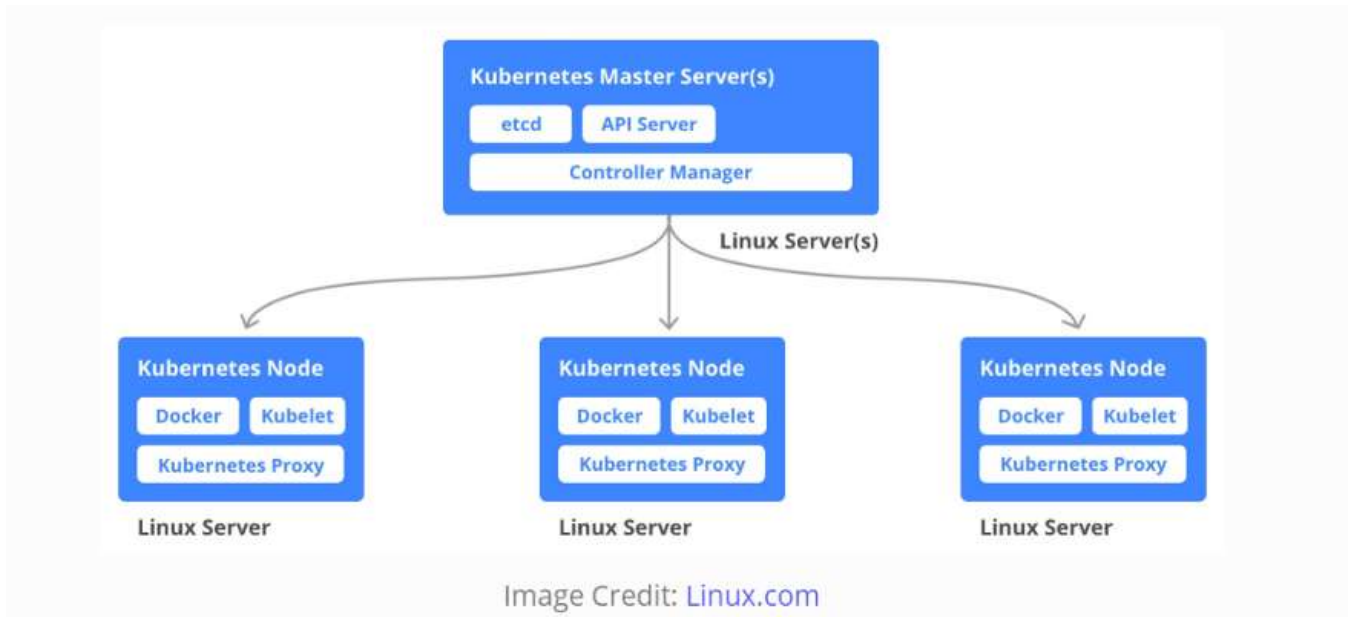 Kubernetes Master Server(s)
etcd API Server
Controller Manager
Linux Server(s)
Kubernetes Node
Docker Kubelet
Kubernetes Proxy
Linux Server
Kubernetes Node
Docker Kubelet
Kubernetes Proxy
Linux Server
Kubernetes Node
Docker Kubelet
Kubernetes Proxy
Linux Server
Image Credit: Linux.com